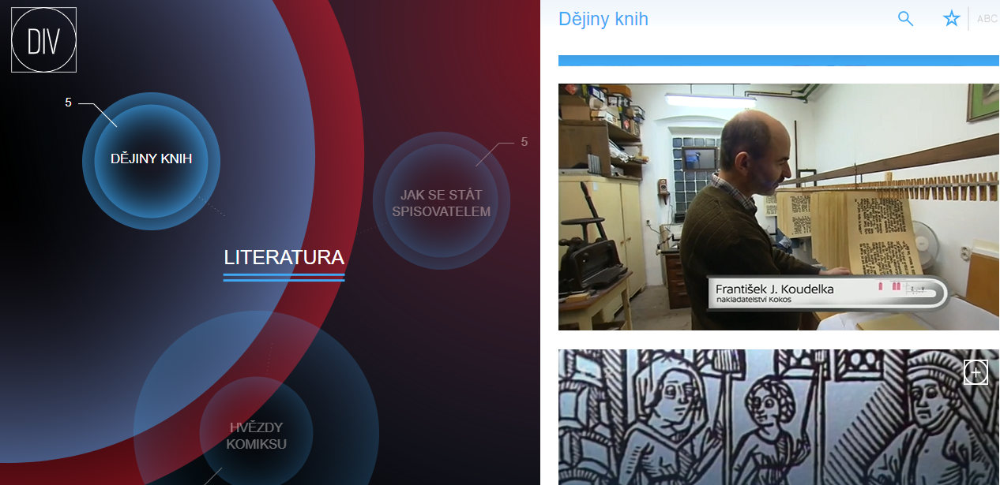 DIV
5
DĚJINY KNIH
5
JAK SE STÁT
SPISOVATELEM
LITERATURA
HVĚZDY
KOMIKSU
Dějiny knih
ABC
František J. Koudelka
nakladatelství Kokos